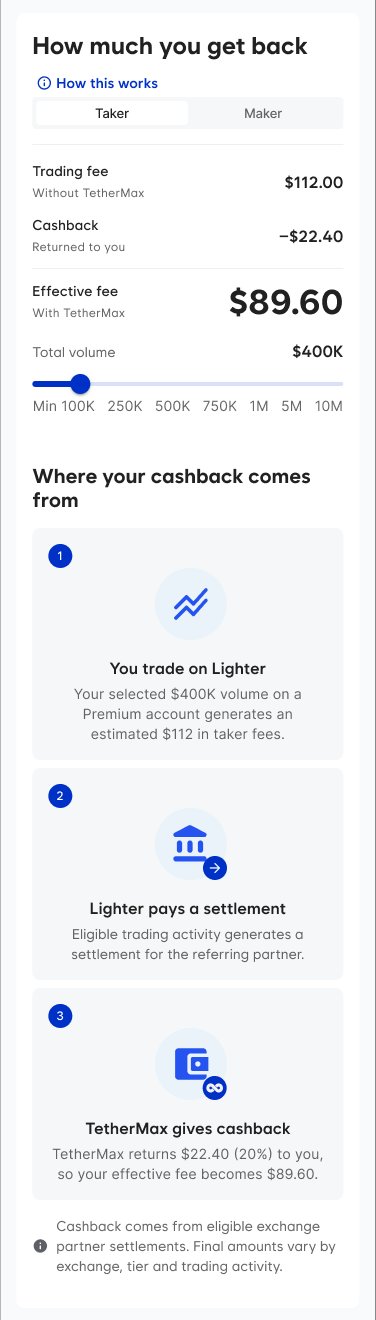 How much you get back
How this works
Taker Maker
Trading fee
Without TetherMax
$112.00
Cashback
Returned to you
−$22.40
Effective fee
With TetherMax
$89.60
Total volume
$400K
Min 100K 250K 500K 750K 1M 5M 10M
Where your cashback comes
from
1
You trade on Lighter
Your selected $400K volume on a
Premium account generates an
estimated $112 in taker fees.
2
Lighter pays a settlement
Eligible trading activity generates a
settlement for the referring partner.
3
TetherMax gives cashback
TetherMax returns $22.40 (20%) to you,
so your effective fee becomes $89.60.
Cashback comes from eligible exchange
partner settlements. Final amounts vary by
exchange, tier and trading activity.